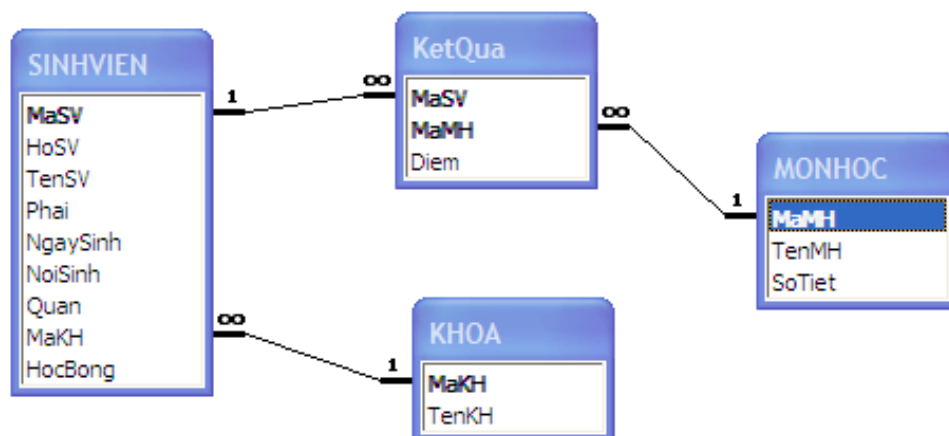 SINHVIEN
MaSV
HoSV
TenSV
Phai
NgaySinh
NoiSinh
Quan
MaKH
HocBong
1
∞
KetQua
MaSV
MaMH
Diem
∞
1
MONHOC
MaMH
TenMH
SoTiet
∞
1
KHOA
MaKH
TenKH